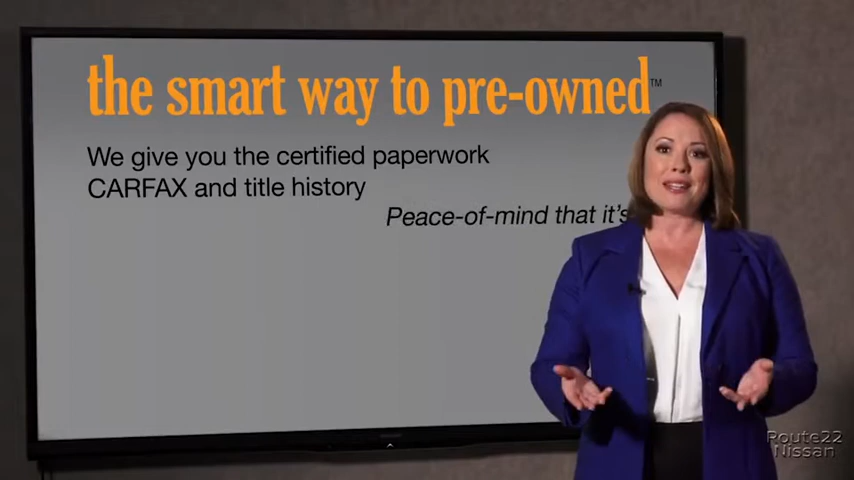 the smart way to pre-owned™
We give you the certified paperwork
CARFAX and title history
Peace-of-mind that it's
Route22
Nissan